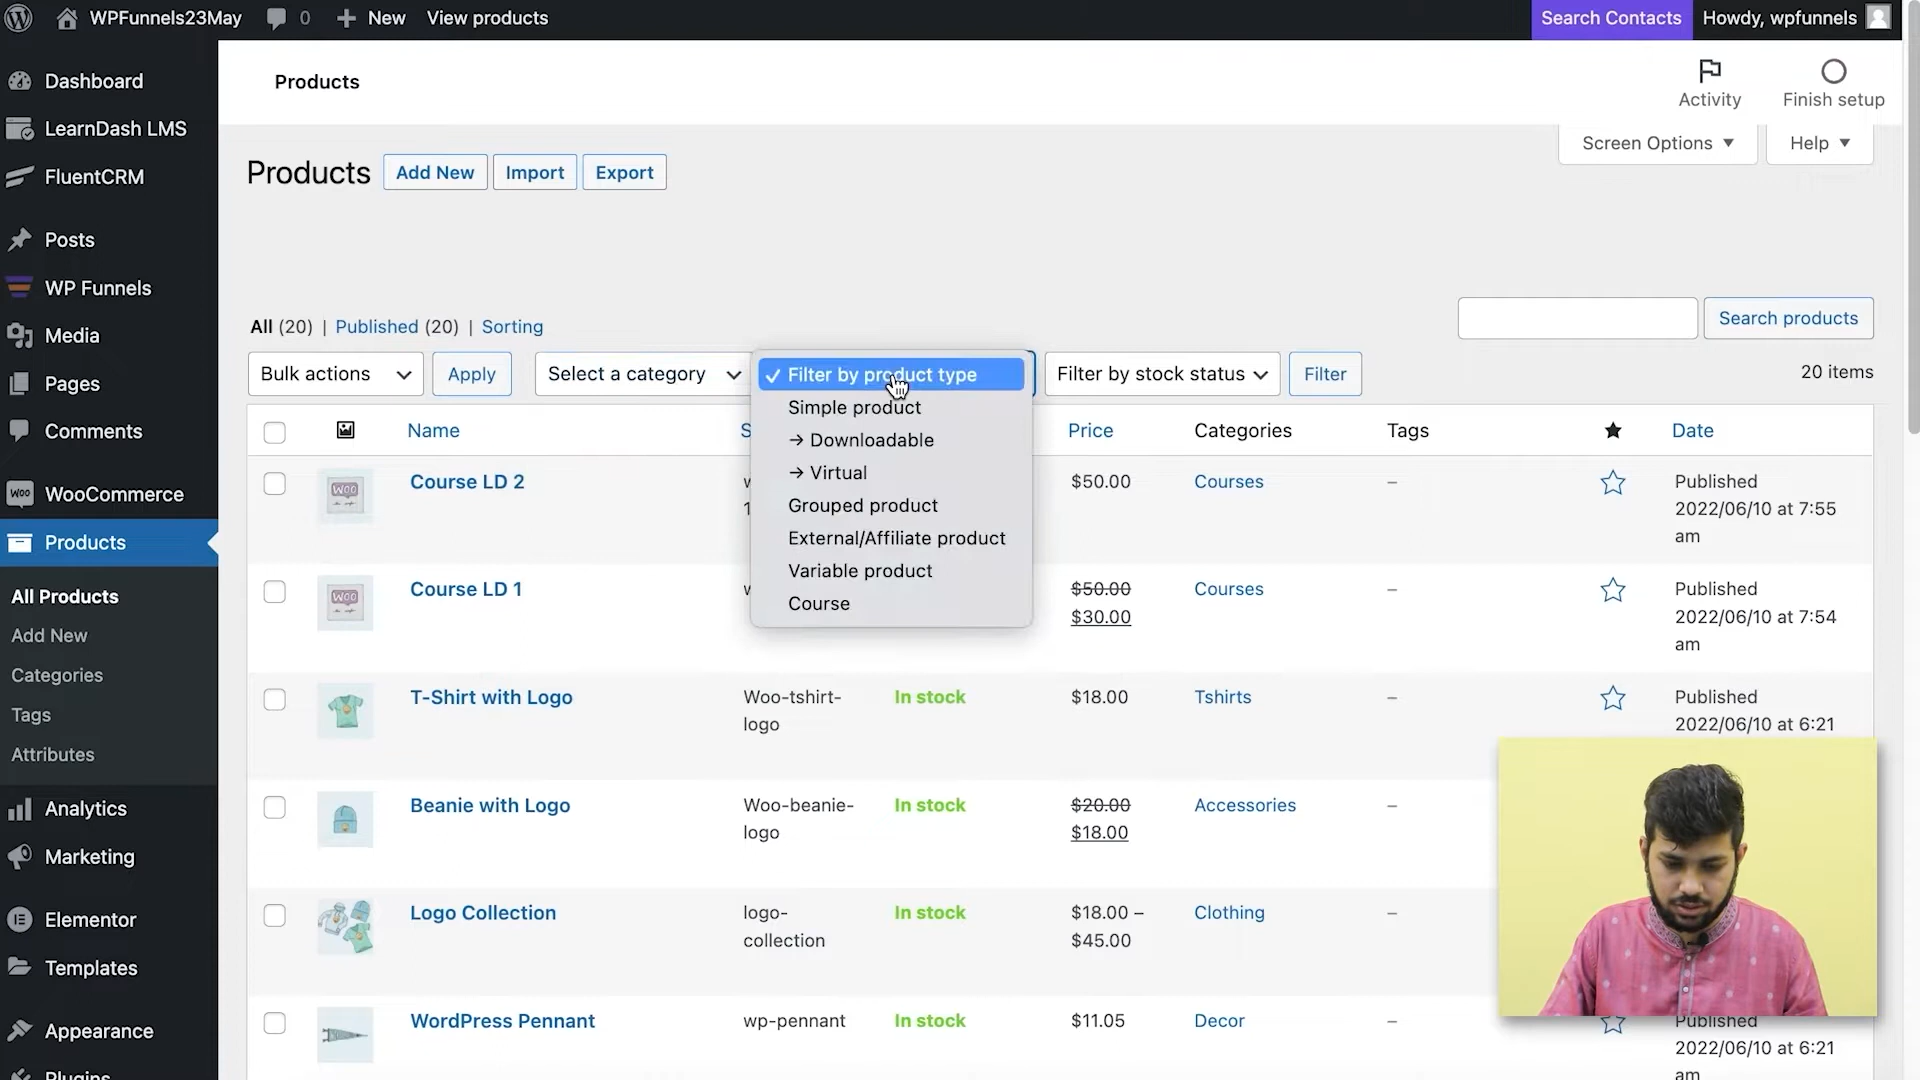 WPFunnels23May 0 New View products Search Contacts Howdy, wpfunnels
Dashboard
LearnDash LMS
FluentCRM
Posts
WP Funnels
Media
Pages
Comments
WooCommerce
Products
All Products
Add New
Categories
Tags
Attributes
Analytics
Marketing
Elementor
Templates
Appearance
Plugins
Products
Activity
Finish setup
Screen Options
Help
Products Add New Import Export
All (20) | Published (20) | Sorting
Search products
Bulk actions Apply Select a category Filter by stock status Filter 20 items
Filter by product type
Simple product
→ Downloadable
→ Virtual
Grouped product
External/Affiliate product
Variable product
Course
Name S Price Categories Tags Date
Course LD 2 $50.00 Courses – Published
2022/06/10 at 7:55
am
Course LD 1 $50.00 Courses – Published
$30.00 2022/06/10 at 7:54
am
T-Shirt with Logo Woo-tshirt- In stock $18.00 Tshirts – Published
logo 2022/06/10 at 6:21
Beanie with Logo Woo-beanie- In stock $20.00 Accessories –
logo $18.00
Logo Collection logo- In stock $18.00 – Clothing –
collection $45.00
WordPress Pennant wp-pennant In stock $11.05 Decor – Published
2022/06/10 at 6:21
am